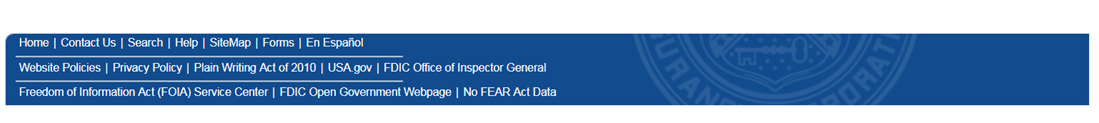 Home | Contact Us | Search | Help | SiteMap | Forms | En Español
Website Policies | Privacy Policy | Plain Writing Act of 2010 | USA.gov | FDIC Office of Inspector General
Freedom of Information Act (FOIA) Service Center | FDIC Open Government Webpage | No FEAR Act Data